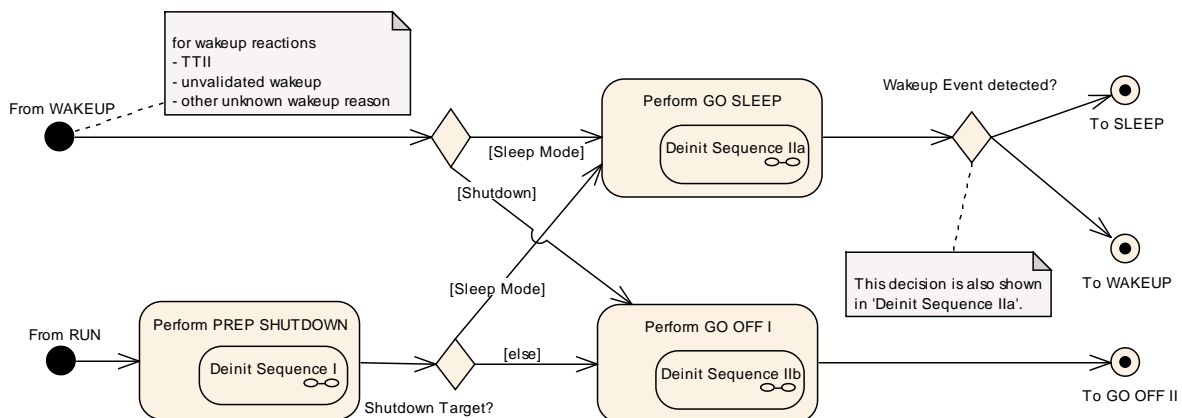 for wakeup reactions
- TTII
- unvalidated wakeup
- other unknown wakeup reason
From WAKEUP
[Sleep Mode]
[Shutdown]
Perform GO SLEEP
Deinit Sequence IIa
Wakeup Event detected?
To SLEEP
To WAKEUP
This decision is also shown
in 'Deinit Sequence IIa'.
[Sleep Mode]
From RUN
Perform PREP SHUTDOWN
Deinit Sequence I
Shutdown Target?
[else]
Perform GO OFF I
Deinit Sequence IIb
To GO OFF II